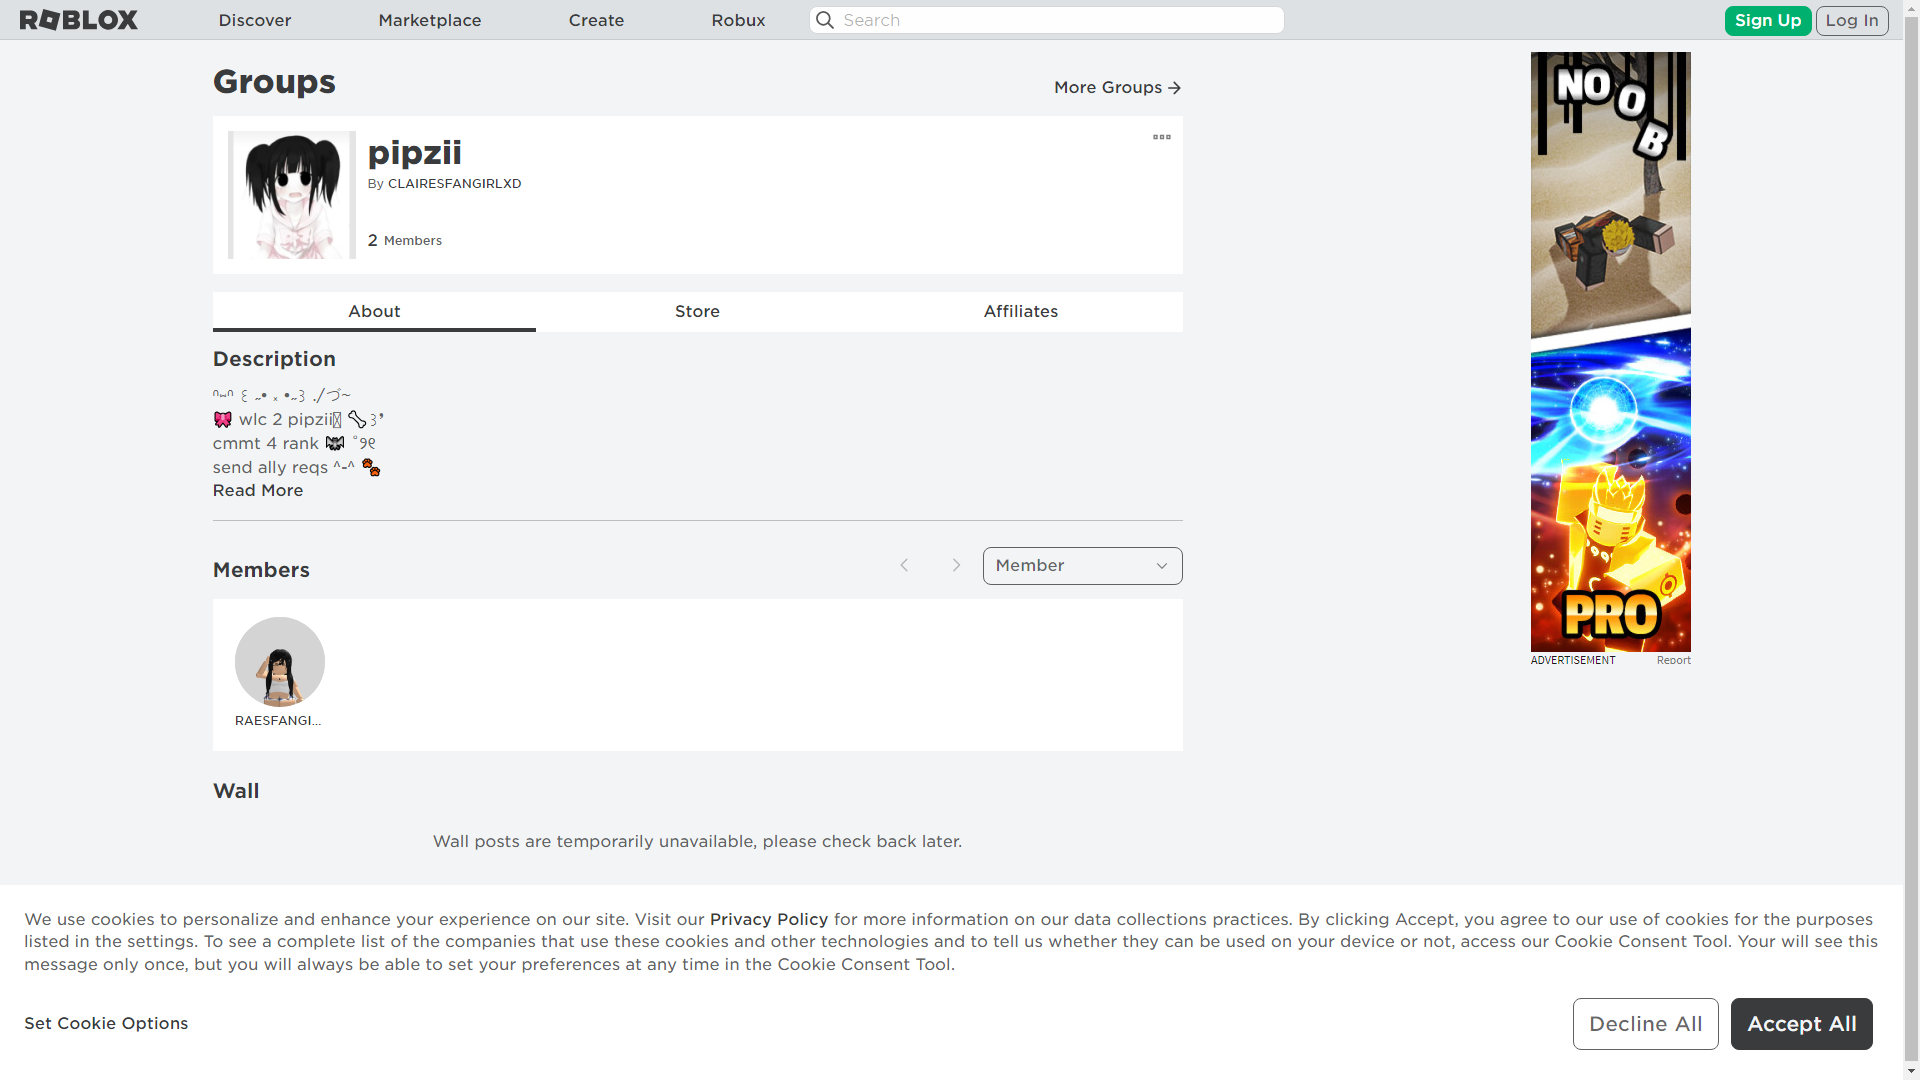 ROBLOX
Discover
Marketplace
Create
Robux
Search
Sign Up
Log In
Groups
More Groups
pipzii
By CLAIRESFANGIRLXD
2 Members
About
Store
Affiliates
Description
wlc 2 pipzii
cmmt 4 rank
send ally reqs ^-^
Read More
Members
Member
RAESFANGI...
Wall
Wall posts are temporarily unavailable, please check back later.
NOOB
PRO
ADVERTISEMENT
Report
We use cookies to personalize and enhance your experience on our site. Visit our Privacy Policy for more information on our data collections practices. By clicking Accept, you agree to our use of cookies for the purposes
listed in the settings. To see a complete list of the companies that use these cookies and other technologies and to tell us whether they can be used on your device or not, access our Cookie Consent Tool. Your will see this
message only once, but you will always be able to set your preferences at any time in the Cookie Consent Tool.
Set Cookie Options
Decline All
Accept All